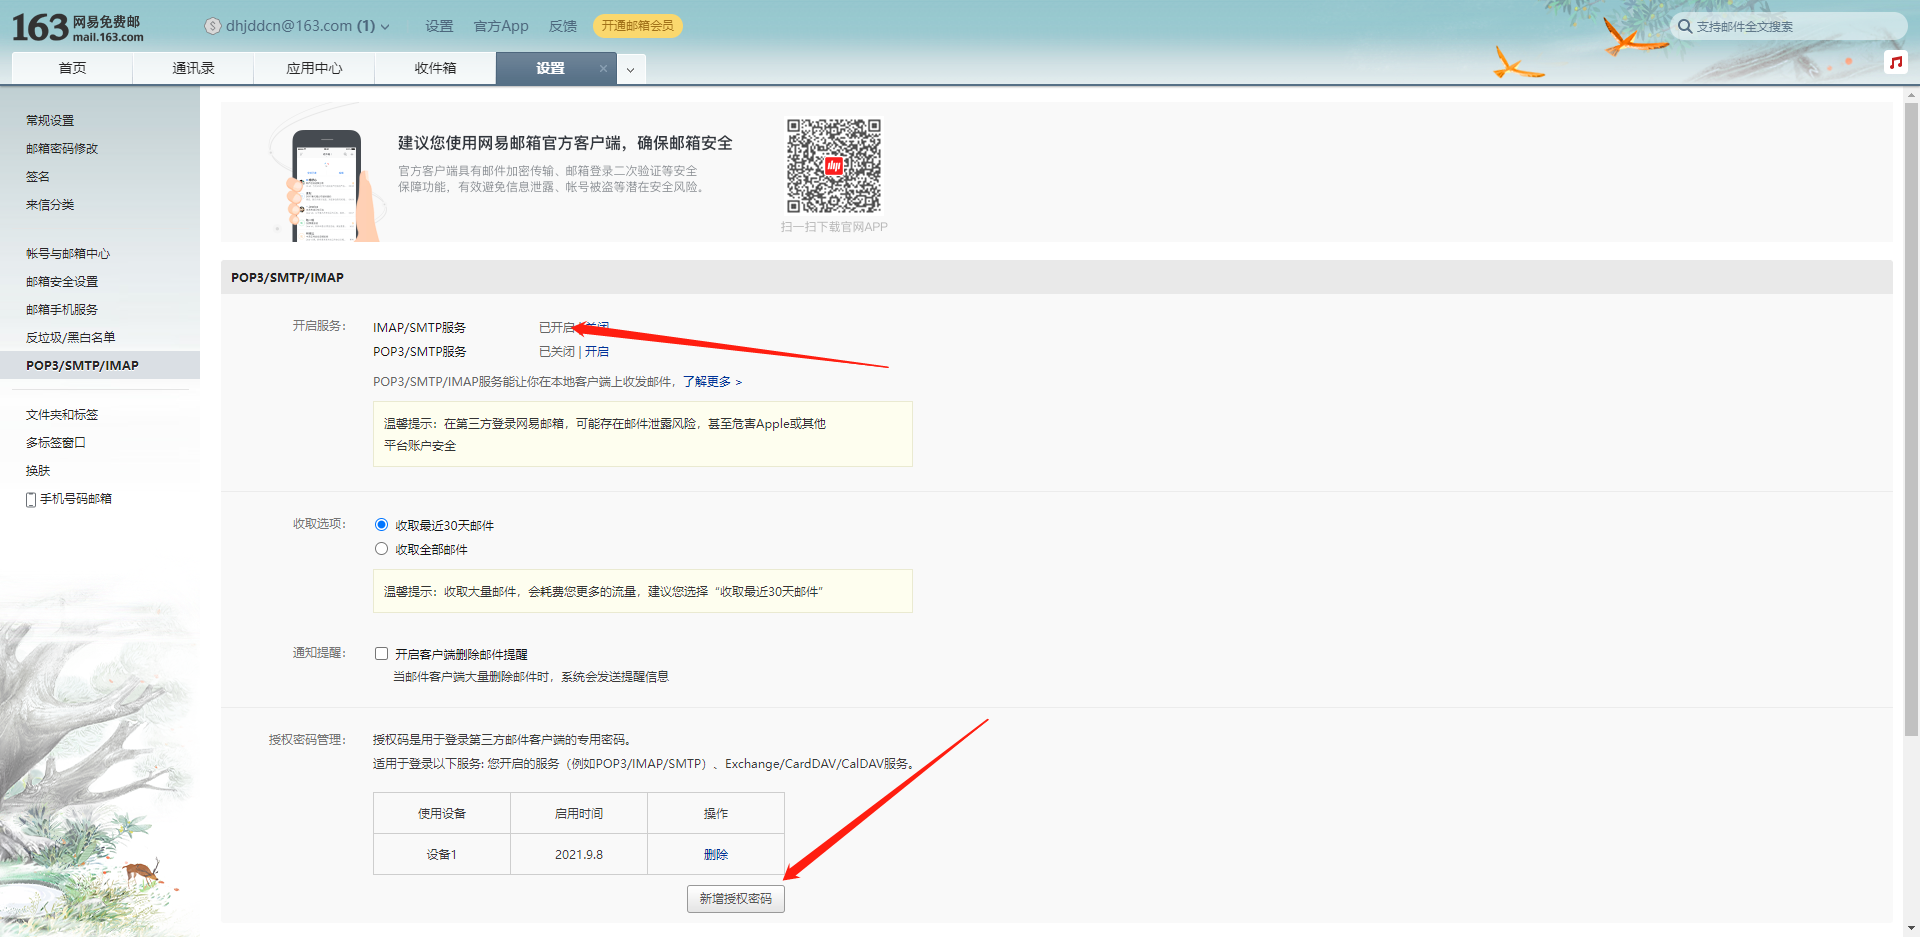 163 网易免费邮
mail.163.com
dhjddcn@163.com (1)
设置 官方App 反馈 开通邮箱会员
支持邮件全文搜索
首页 通讯录 应用中心 收件箱 设置
常规设置
邮箱密码修改
签名
来信分类
帐号与邮箱中心
邮箱安全设置
邮箱手机服务
反垃圾/黑白名单
POP3/SMTP/IMAP
文件夹和标签
多标签窗口
换肤
手机号码邮箱
建议您使用网易邮箱官方客户端，确保邮箱安全
官方客户端具有邮件加密传输、邮箱登录二次验证等安全
保障功能，有效避免信息泄露、帐号被盗等潜在安全风险。
扫一扫下载官网APP
POP3/SMTP/IMAP
开启服务： IMAP/SMTP服务 已开启 关闭
POP3/SMTP服务 已关闭 | 开启
POP3/SMTP/IMAP服务能让你在本地客户端上收发邮件，了解更多 >
温馨提示：在第三方登录网易邮箱，可能存在邮件泄露风险，甚至危害Apple或其他
平台账户安全
收取选项： 收取最近30天邮件
收取全部邮件
温馨提示：收取大量邮件，会耗费您更多的流量，建议您选择“收取最近30天邮件”
通知提醒： 开启客户端删除邮件提醒
当邮件客户端大量删除邮件时，系统会发送提醒信息
授权密码管理： 授权码是用于登录第三方邮件客户端的专用密码。
适用于登录以下服务: 您开启的服务（例如POP3/IMAP/SMTP）、Exchange/CardDAV/CalDAV服务。
使用设备 启用时间 操作
设备1 2021.9.8 删除
新增授权密码